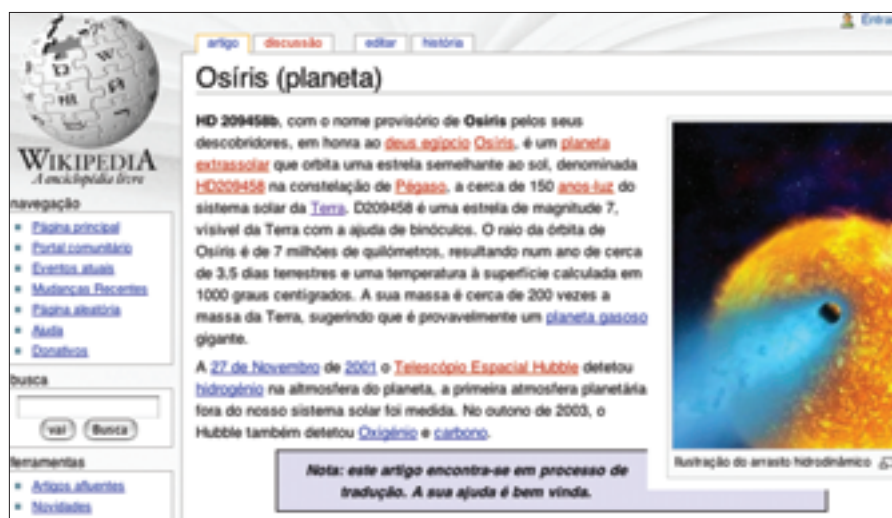 Entrar
artigo discussão editar história
Osíris (planeta)
WIKIPEDIA
A enciclopédia livre
navegação
Página principal
Portal comunitário
Eventos atuais
Mudanças Recentes
Página aleatória
Ajuda
Donativos
busca
vai Busca
ferramentas
Artigos afluentes
Novidades
HD 209458b, com o nome provisório de Osíris pelos seus
descobridores, em honra ao deus egípcio Osíris, é um planeta
extrassolar que orbita uma estrela semelhante ao sol, denominada
HD209458 na constelação de Pégaso, a cerca de 150 anos-luz do
sistema solar da Terra. D209458 é uma estrela de magnitude 7,
visível da Terra com a ajuda de binóculos. O raio da órbita de
Osíris é de 7 milhões de quilómetros, resultando num ano de cerca
de 3,5 dias terrestres e uma temperatura à superfície calculada em
1000 graus centígrados. A sua massa é cerca de 200 vezes a
massa da Terra, sugerindo que é provavelmente um planeta gasoso
gigante.
A 27 de Novembro de 2001 o Telescópio Espacial Hubble detetou
hidrogénio na altmosfera do planeta, a primeira atmosfera planetária
fora do nosso sistema solar foi medida. No outono de 2003, o
Hubble também detetou Oxigénio e carbono.
Nota: este artigo encontra-se em processo de
tradução. A sua ajuda é bem vinda.
Ilustração do arrasto hidrodinâmico